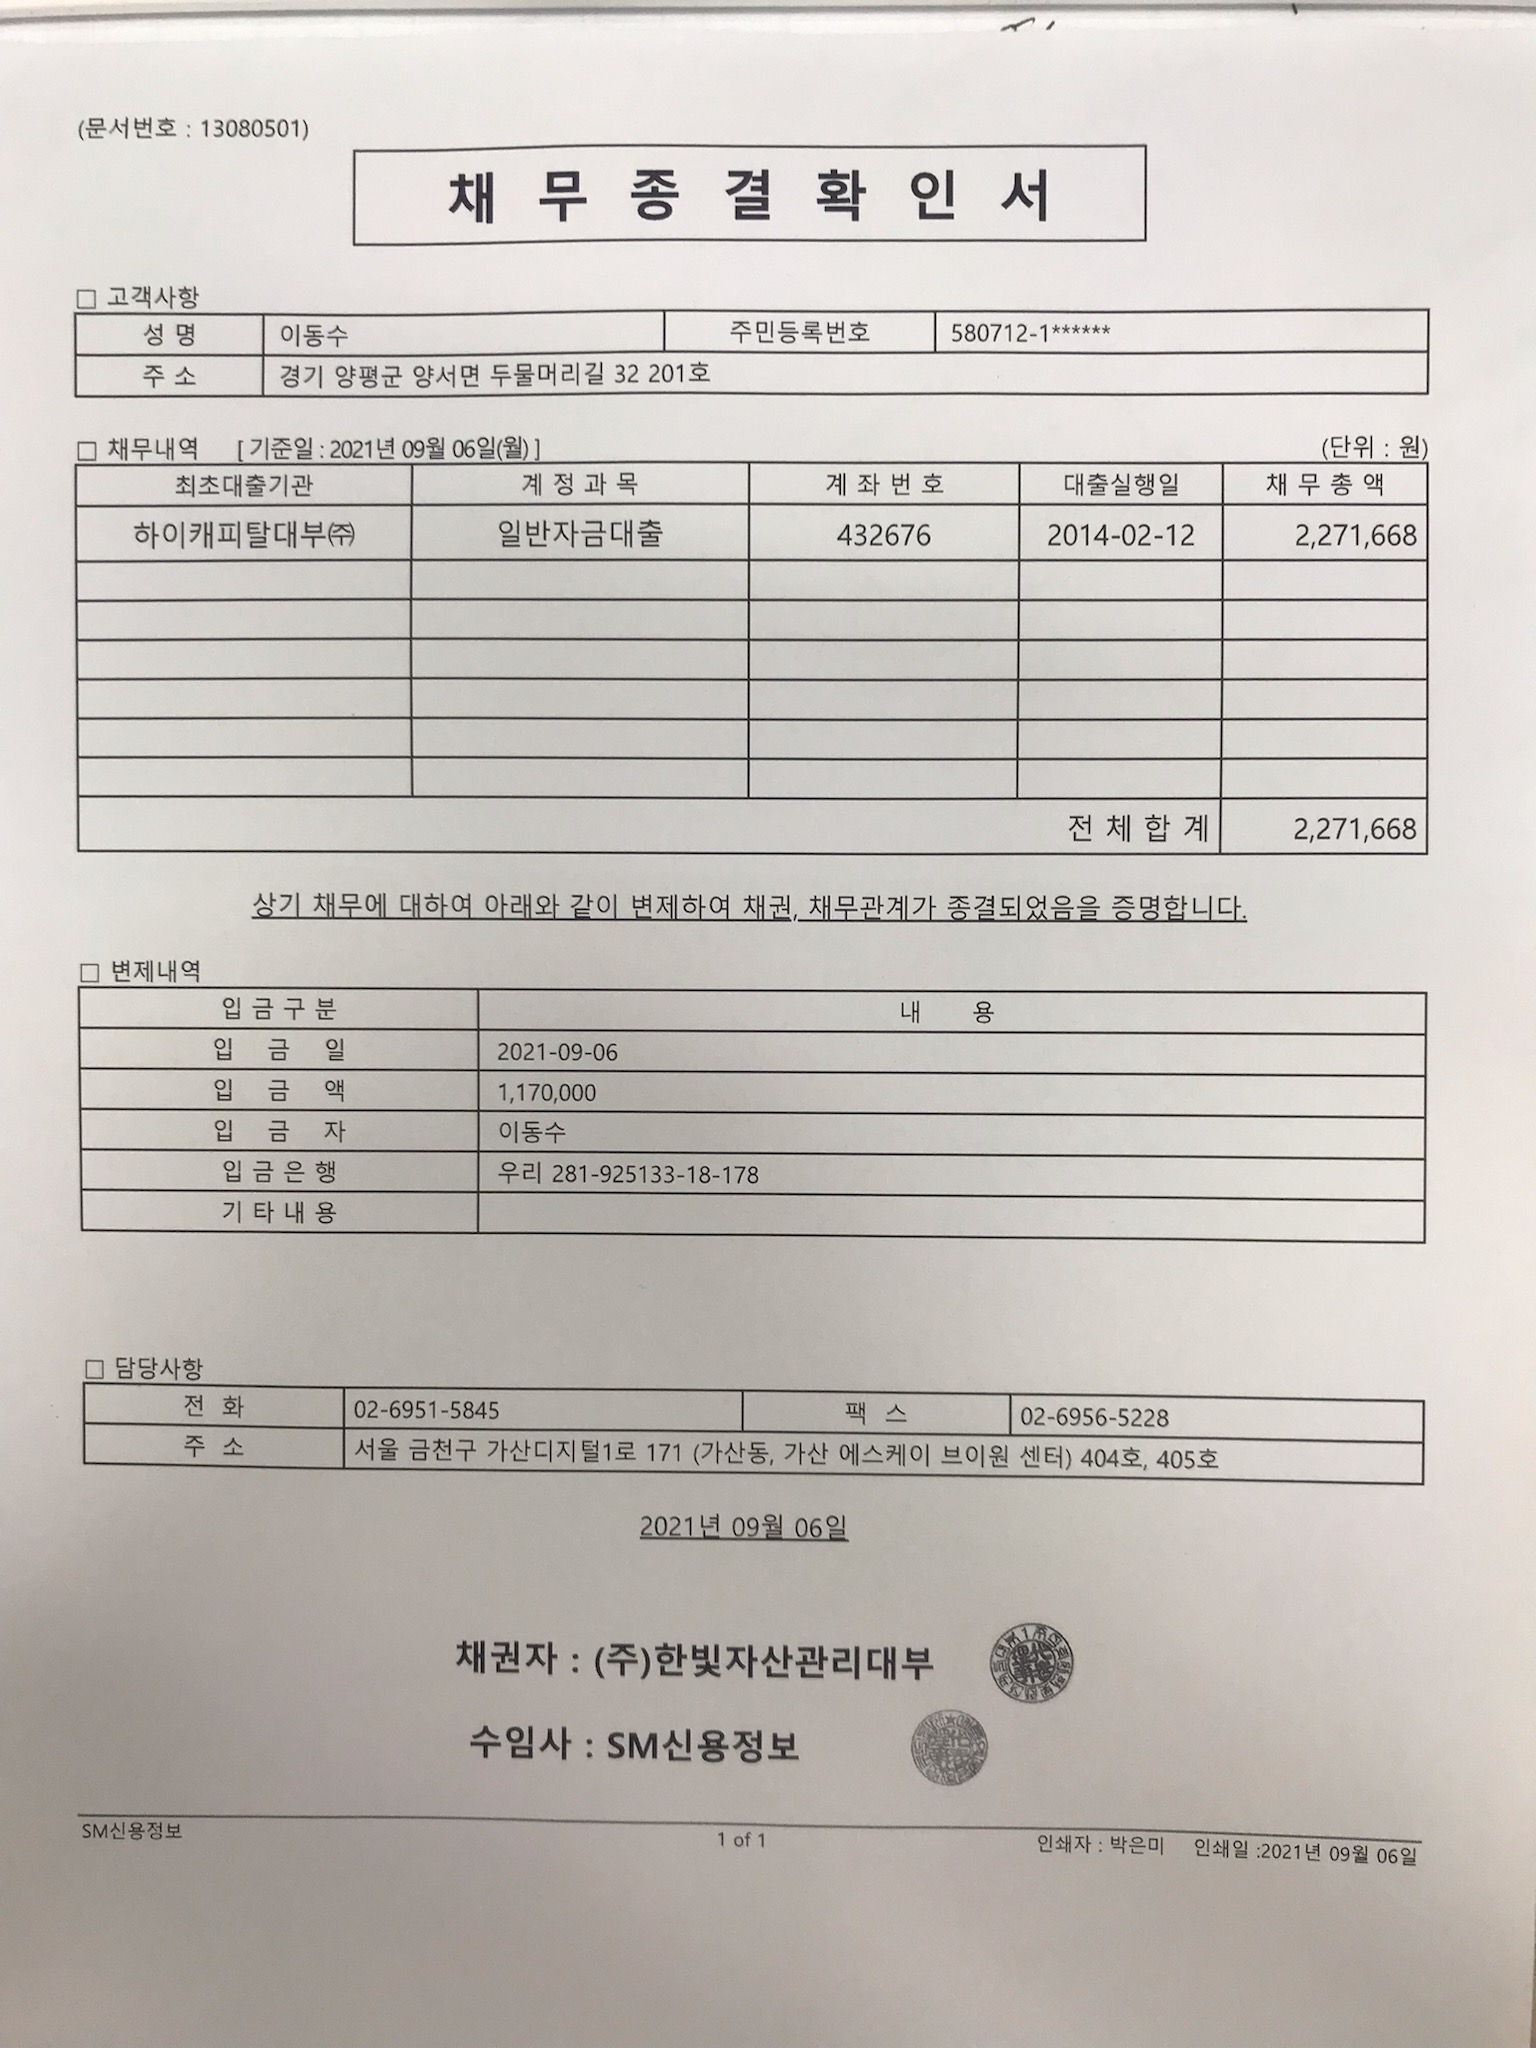 (문서번호 : 13080501)
채 무 종 결 확 인 서
□ 고객사항
성 명 이동수 주민등록번호 580712-1******
주 소 경기 양평군 양서면 두물머리길 32 201호
□ 채무내역 [ 기준일 : 2021년 09월 06일(월) ] (단위 : 원)
최초대출기관 계 정 과 목 계 좌 번 호 대출실행일 채 무 총 액
하이캐피탈대부㈜ 일반자금대출 432676 2014-02-12 2,271,668
전 체 합 계 2,271,668
상기 채무에 대하여 아래와 같이 변제하여 채권, 채무관계가 종결되었음을 증명합니다.
□ 변제내역
입 금 구 분 내 용
입 금 일 2021-09-06
입 금 액 1,170,000
입 금 자 이동수
입 금 은 행 우리 281-925133-18-178
기 타 내 용
□ 담당사항
전 화 02-6951-5845 팩 스 02-6956-5228
주 소 서울 금천구 가산디지털1로 171 (가산동, 가산 에스케이 브이원 센터) 404호, 405호
2021년 09월 06일
채권자 : (주)한빛자산관리대부
수임사 : SM신용정보
SM신용정보 1 of 1 인쇄자 : 박은미 인쇄일 :2021년 09월 06일